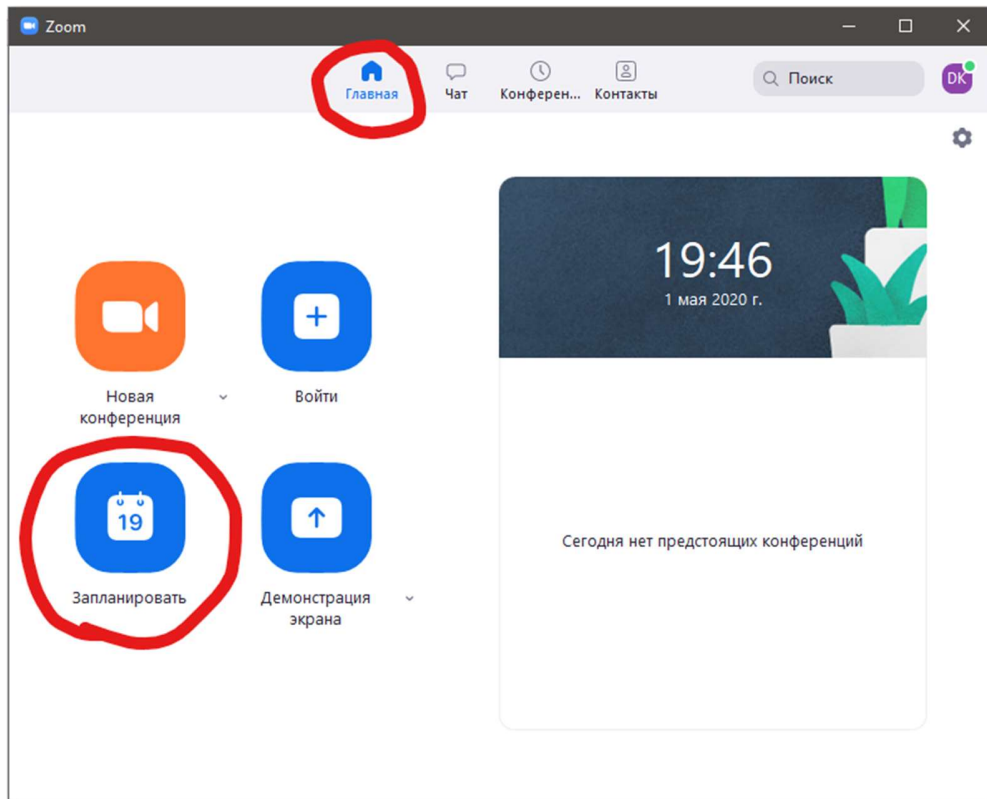 Zoom
Главная
Чат
Конферен...
Контакты
Поиск
DK
19:46
1 мая 2020 г.
Новая
конференция
Войти
19
Запланировать
Демонстрация
экрана
Сегодня нет предстоящих конференций